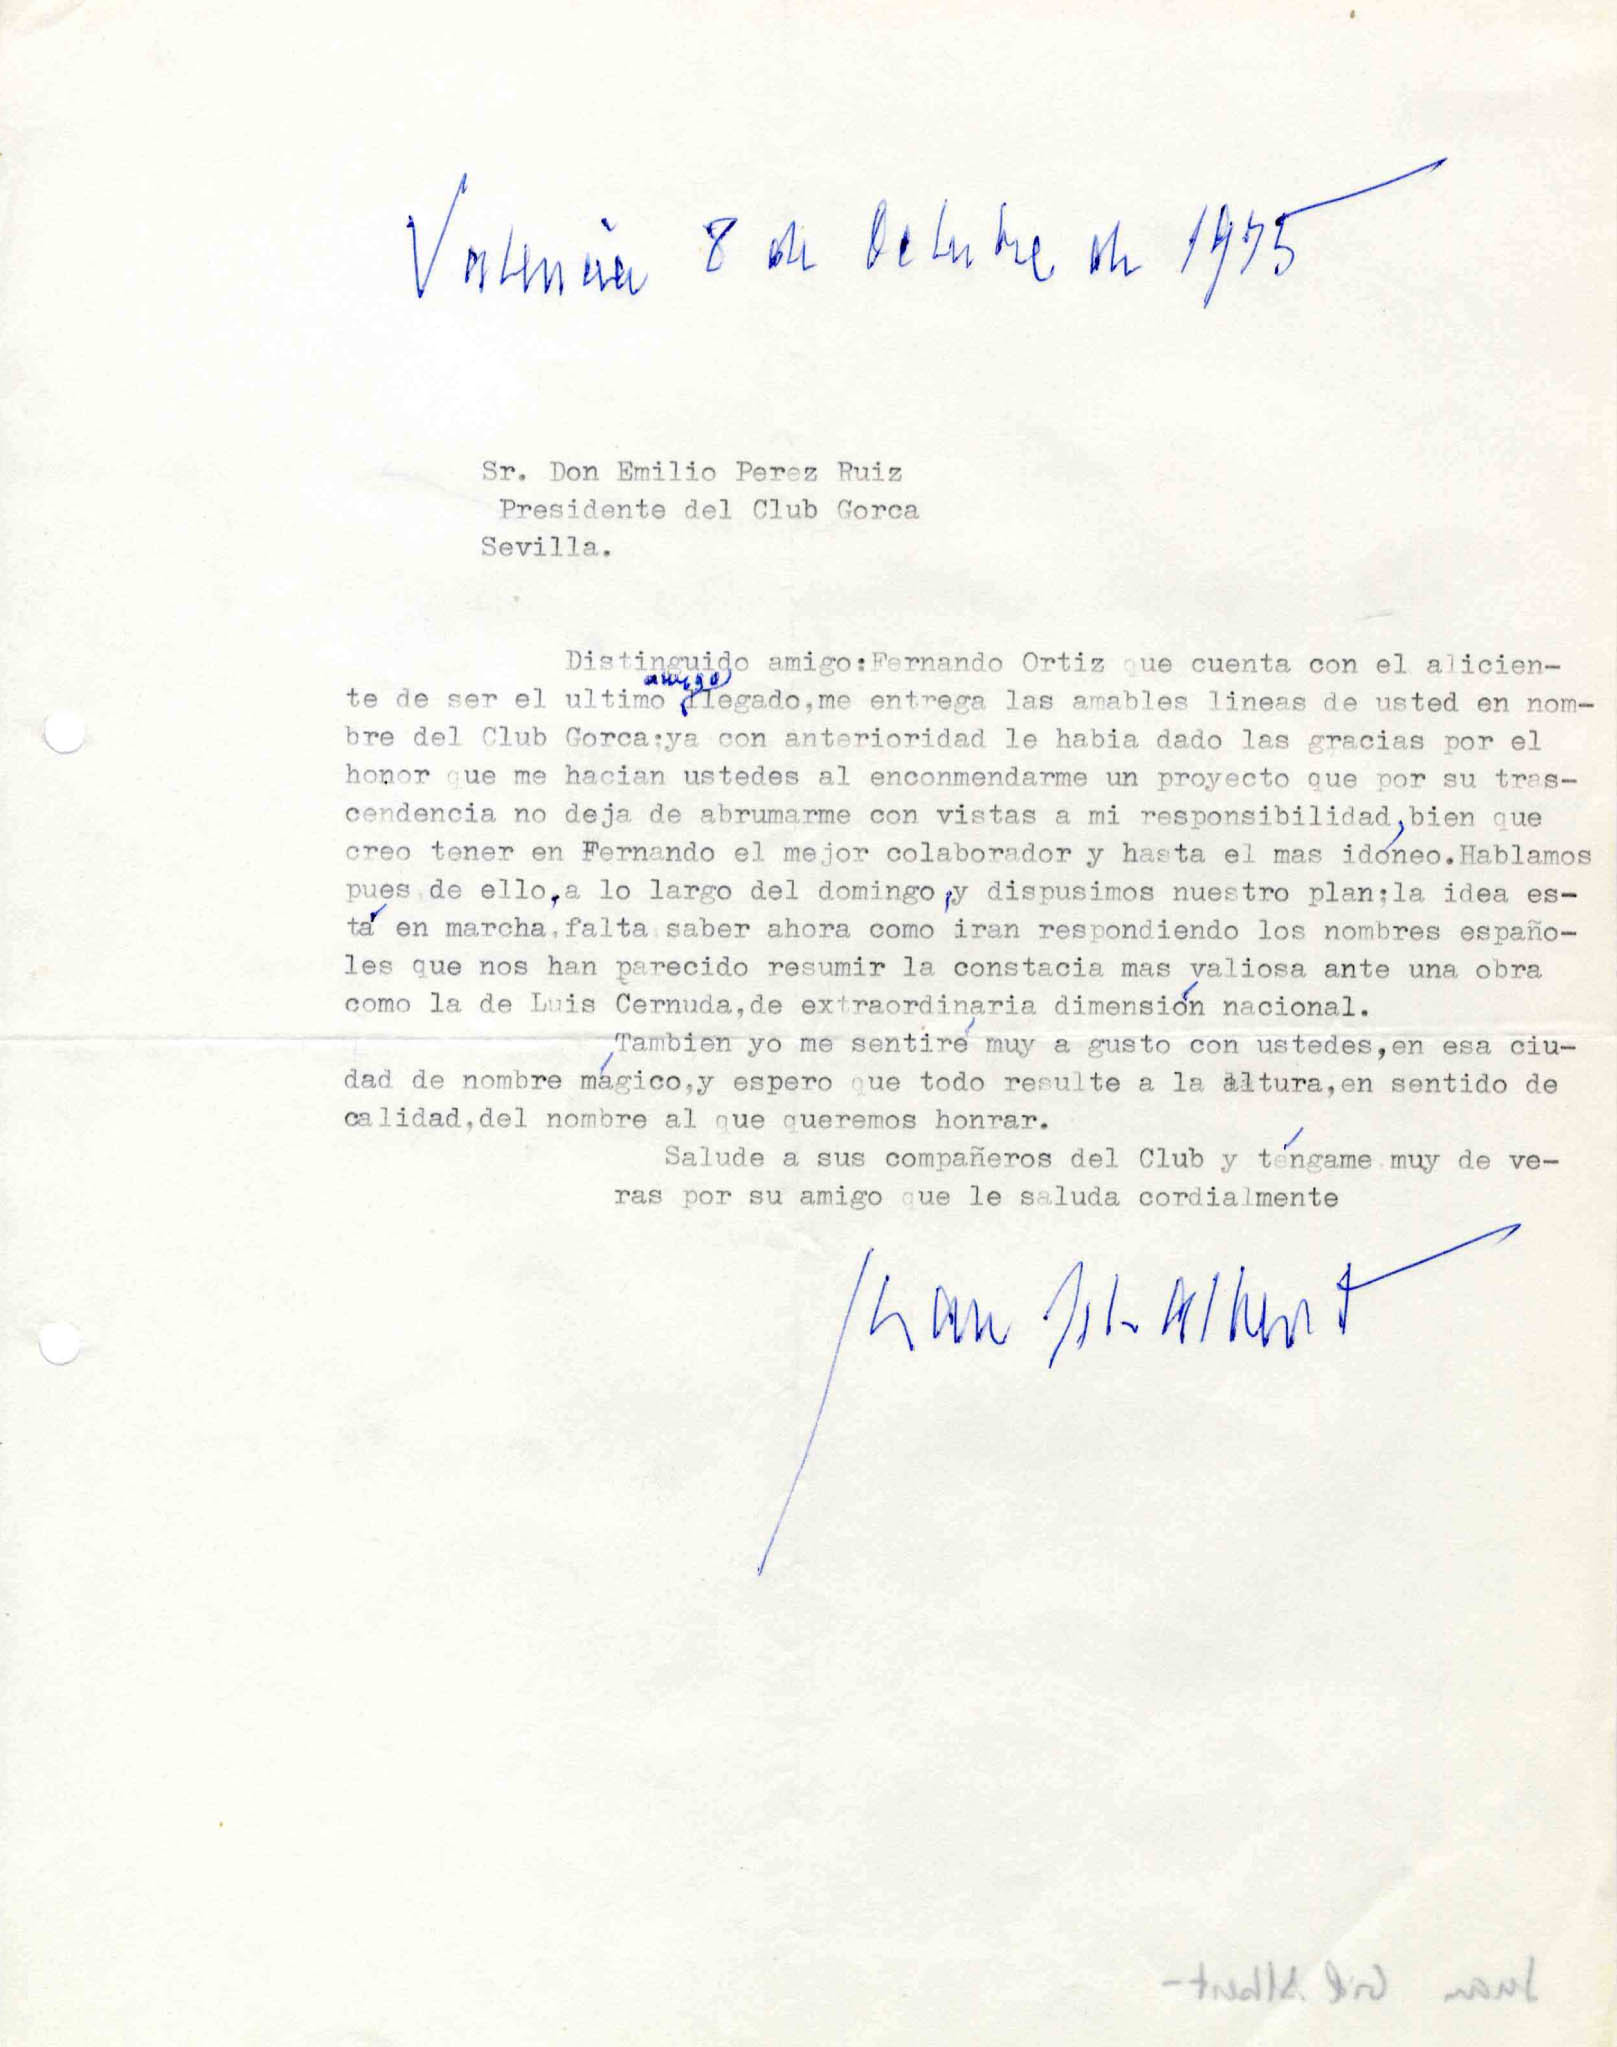 Valencia 8 de Octubre de 1975
Sr. Don Emilio Perez Ruiz
Presidente del Club Gorca
Sevilla.
Distinguido amigo:Fernando Ortiz que cuenta con el alicien-
amigo
te de ser el ultimo llegado,me entrega las amables lineas de usted en nom-
bre del Club Gorca;ya con anterioridad le habia dado las gracias por el
honor que me hacian ustedes al enconmendarme un proyecto que por su tras-
cendencia no deja de abrumarme con vistas a mi responsibilidad,bien que
creo tener en Fernando el mejor colaborador y hasta el mas idóneo.Hablamos
pues de ello,a lo largo del domingo,y dispusimos nuestro plan;la idea es-
tá en marcha,falta saber ahora como iran respondiendo los nombres españo-
les que nos han parecido resumir la constacia mas valiosa ante una obra
como la de Luis Cernuda,de extraordinaria dimensión nacional.
Tambien yo me sentiré muy a gusto con ustedes,en esa ciu-
dad de nombre mágico,y espero que todo resulte a la altura,en sentido de
calidad,del nombre al que queremos honrar.
Salude a sus compañeros del Club y téngame muy de ve-
ras por su amigo que le saluda cordialmente
Juan Gil-Albert
Juan Gil Albert-